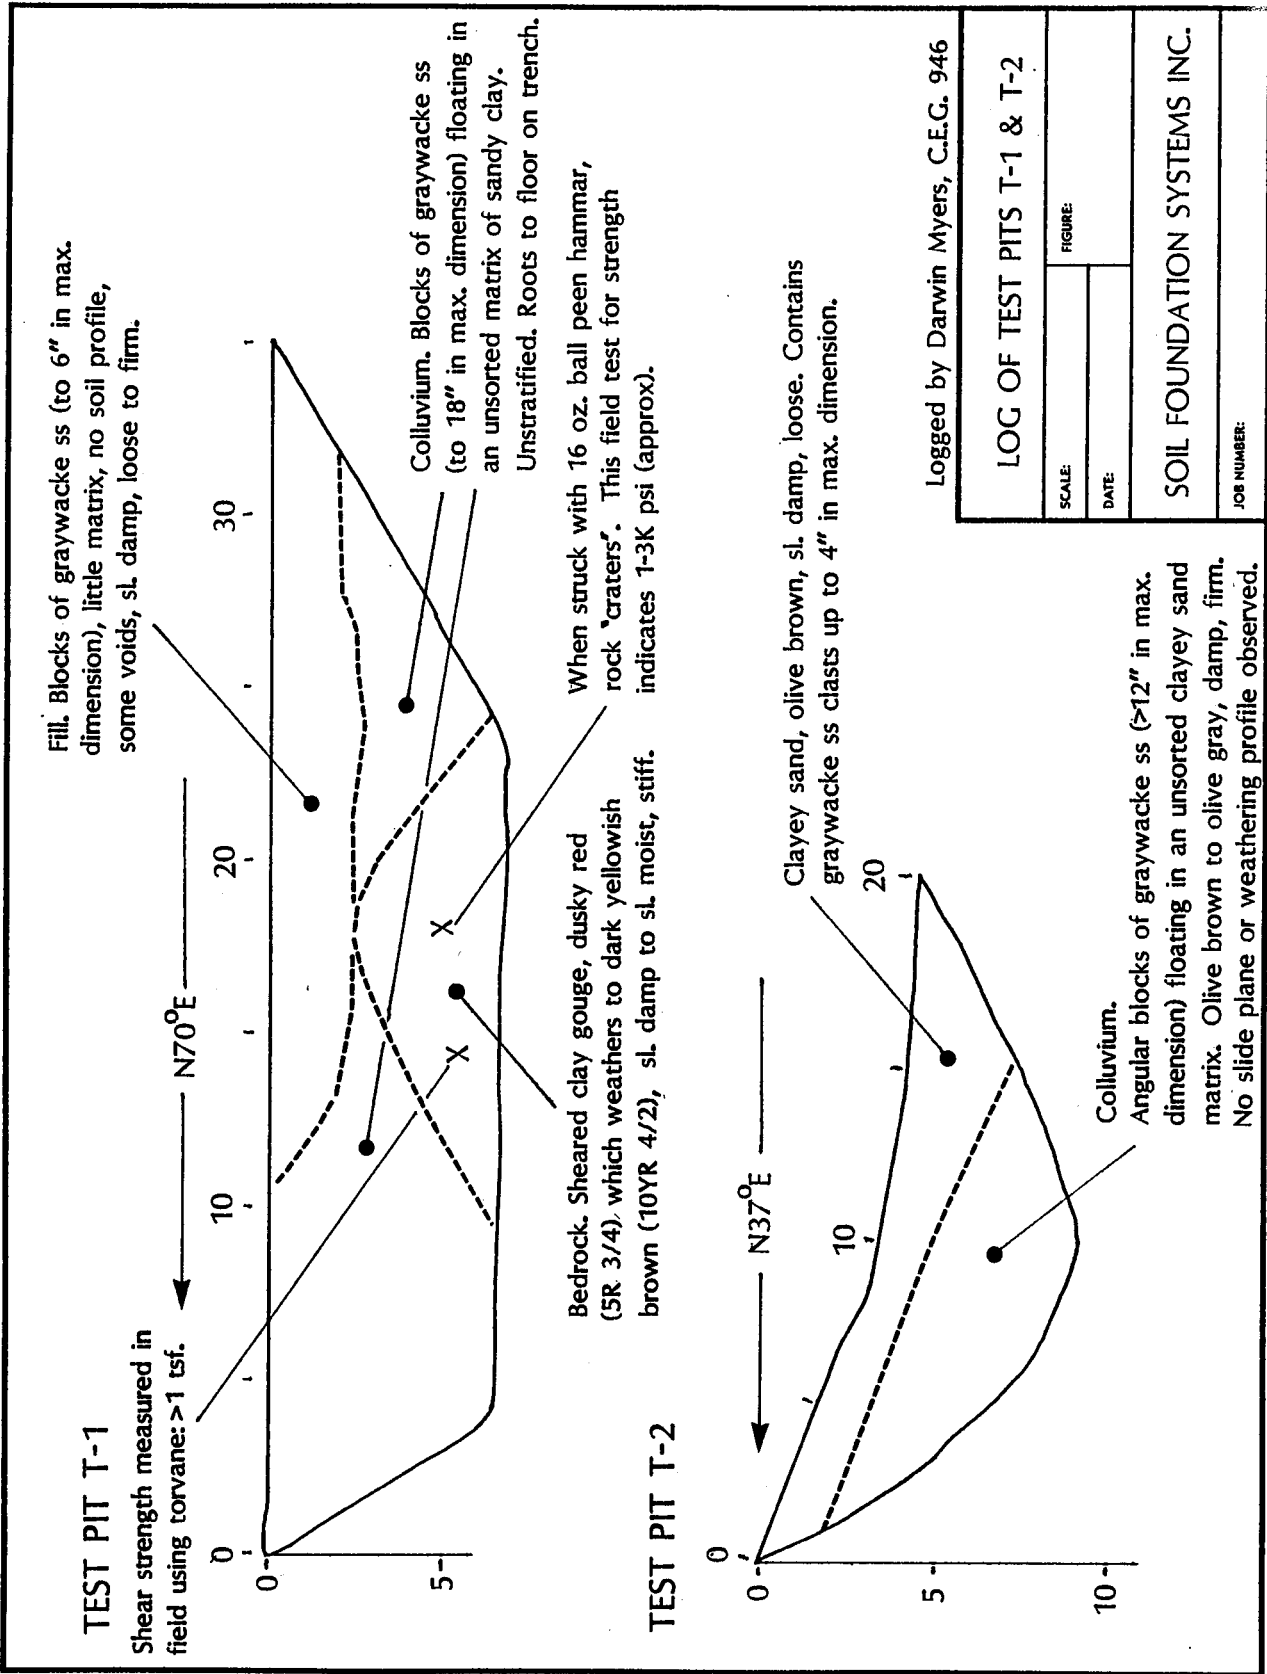 TEST PIT T-1
Shear strength measured in
field using torvane: >1 tsf.
N70°E
Fill. Blocks of graywacke ss (to 6" in max.
dimension), little matrix, no soil profile,
some voids, sl. damp, loose to firm.
0
10
20
30
0
5
Colluvium. Blocks of graywacke ss
(to 18" in max. dimension) floating in
an unsorted matrix of sandy clay.
Unstratified. Roots to floor on trench.
Bedrock. Sheared clay gouge, dusky red
(5R 3/4), which weathers to dark yellowish
brown (10YR 4/2), sl. damp to sl. moist, stiff.
When struck with 16 oz. ball peen hammar,
rock 'craters'. This field test for strength
indicates 1-3K psi (approx).
X
X
TEST PIT T-2
N37°E
0
10
20
0
5
10
Clayey sand, olive brown, sl. damp, loose. Contains
graywacke ss clasts up to 4" in max. dimension.
Colluvium.
Angular blocks of graywacke ss (>12" in max.
dimension) floating in an unsorted clayey sand
matrix. Olive brown to olive gray, damp, firm.
No slide plane or weathering profile observed.
Logged by Darwin Myers, C.E.G. 946
LOG OF TEST PITS T-1 & T-2
SCALE:
FIGURE:
DATE:
SOIL FOUNDATION SYSTEMS INC.
JOB NUMBER: